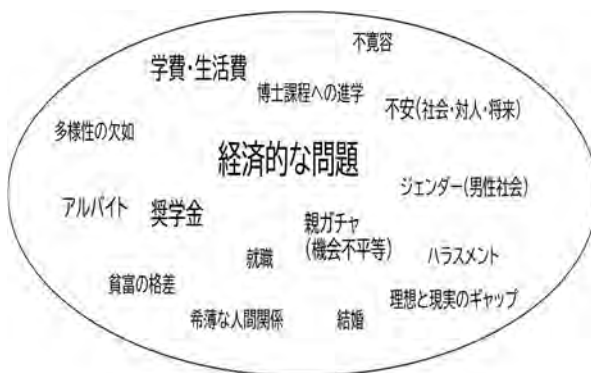 不寛容
学費・生活費
博士課程への進学
不安(社会・対人・将来)
多様性の欠如
経済的な問題
ジェンダー(男性社会)
アルバイト
奨学金
親ガチャ
(機会不平等)
就職
ハラスメント
貧富の格差
理想と現実のギャップ
希薄な人間関係
結婚